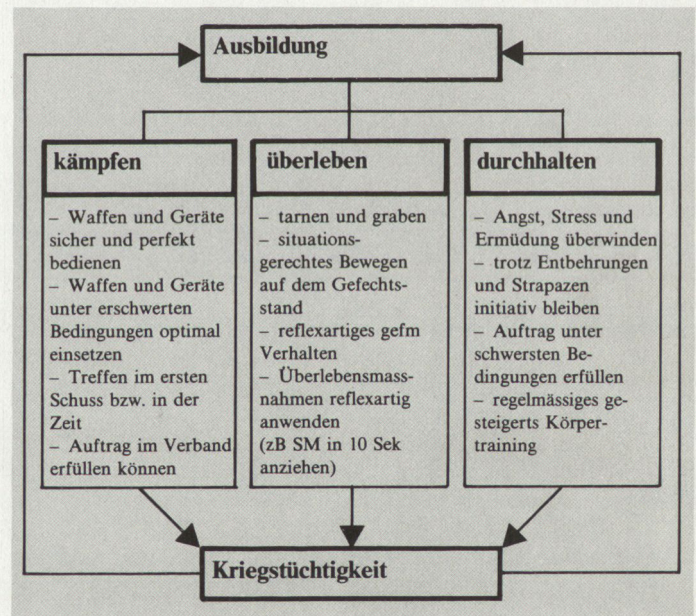 Ausbildung
kämpfen
– Waffen und Geräte
sicher und perfekt
bedienen
– Waffen und Geräte
unter erschwerten
Bedingungen optimal
einsetzen
– Treffen im ersten
Schuss bzw. in der
Zeit
– Auftrag im Verband
erfüllen können
überleben
– tarnen und graben
– situations-
gerechtes Bewegen
auf dem Gefechts-
stand
– reflexartiges gefm
Verhalten
– Überlebensmass-
nahmen reflexartig
anwenden
(zB SM in 10 Sek
anziehen)
durchhalten
– Angst, Stress und
Ermüdung überwinden
– trotz Entbehrungen
und Strapazen
initiativ bleiben
– Auftrag unter
schwersten Be-
dingungen erfüllen
– regelmässiges ge-
steigerts Körper-
training
Kriegstüchtigkeit